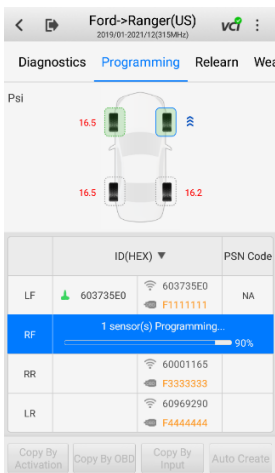 Ford->Ranger(US)
2019/01-2021/12(315MHz)
vci
Diagnostics Programming Relearn Wea
Psi
16.5
16.5 16.2
ID(HEX) ▼ PSN Code
LF 603735E0 603735E0 NA
F1111111
RF 1 sensor(s) Programming...
90%
RR 60001165
F3333333
LR 60969290
F4444444
Copy By Activation Copy By OBD Copy By Input Auto Create